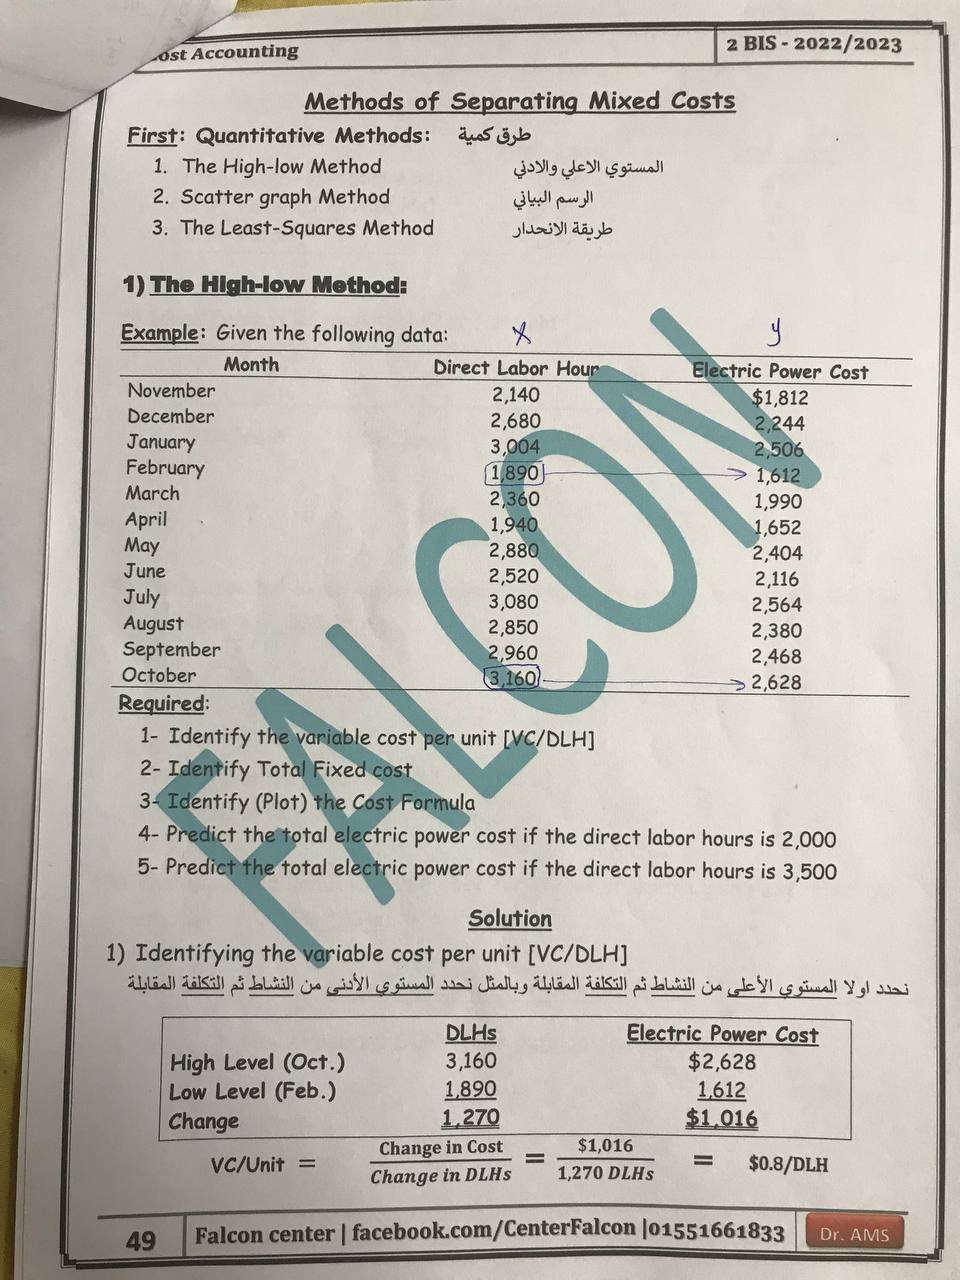 ost Accounting
2 BIS - 2022/2023
Methods of Separating Mixed Costs
First: Quantitative Methods: طرق كمية
1. The High-low Method المستوي الاعلي والادني
2. Scatter graph Method الرسم البياني
3. The Least-Squares Method طريقة الانحدار
1) The High-low Method:
Example: Given the following data: x y
Month Direct Labor Hour Electric Power Cost
November 2,140 $1,812
December 2,680 2,244
January 3,004 2,506
February 1,890 1,612
March 2,360 1,990
April 1,940 1,652
May 2,880 2,404
June 2,520 2,116
July 3,080 2,564
August 2,850 2,380
September 2,960 2,468
October 3,160 2,628
FALCON
Required:
1- Identify the variable cost per unit [VC/DLH]
2- Identify Total Fixed cost
3- Identify (Plot) the Cost Formula
4- Predict the total electric power cost if the direct labor hours is 2,000
5- Predict the total electric power cost if the direct labor hours is 3,500
Solution
1) Identifying the variable cost per unit [VC/DLH]
نحدد اولا المستوي الأعلى من النشاط ثم التكلفة المقابلة وبالمثل نحدد المستوي الأدنى من النشاط ثم التكلفة المقابلة
DLHs Electric Power Cost
High Level (Oct.) 3,160 $2,628
Low Level (Feb.) 1,890 1,612
Change 1,270 $1,016
VC/Unit = Change in Cost / Change in DLHs = $1,016 / 1,270 DLHs = $0.8/DLH
49 Falcon center | facebook.com/CenterFalcon |01551661833 Dr. AMS